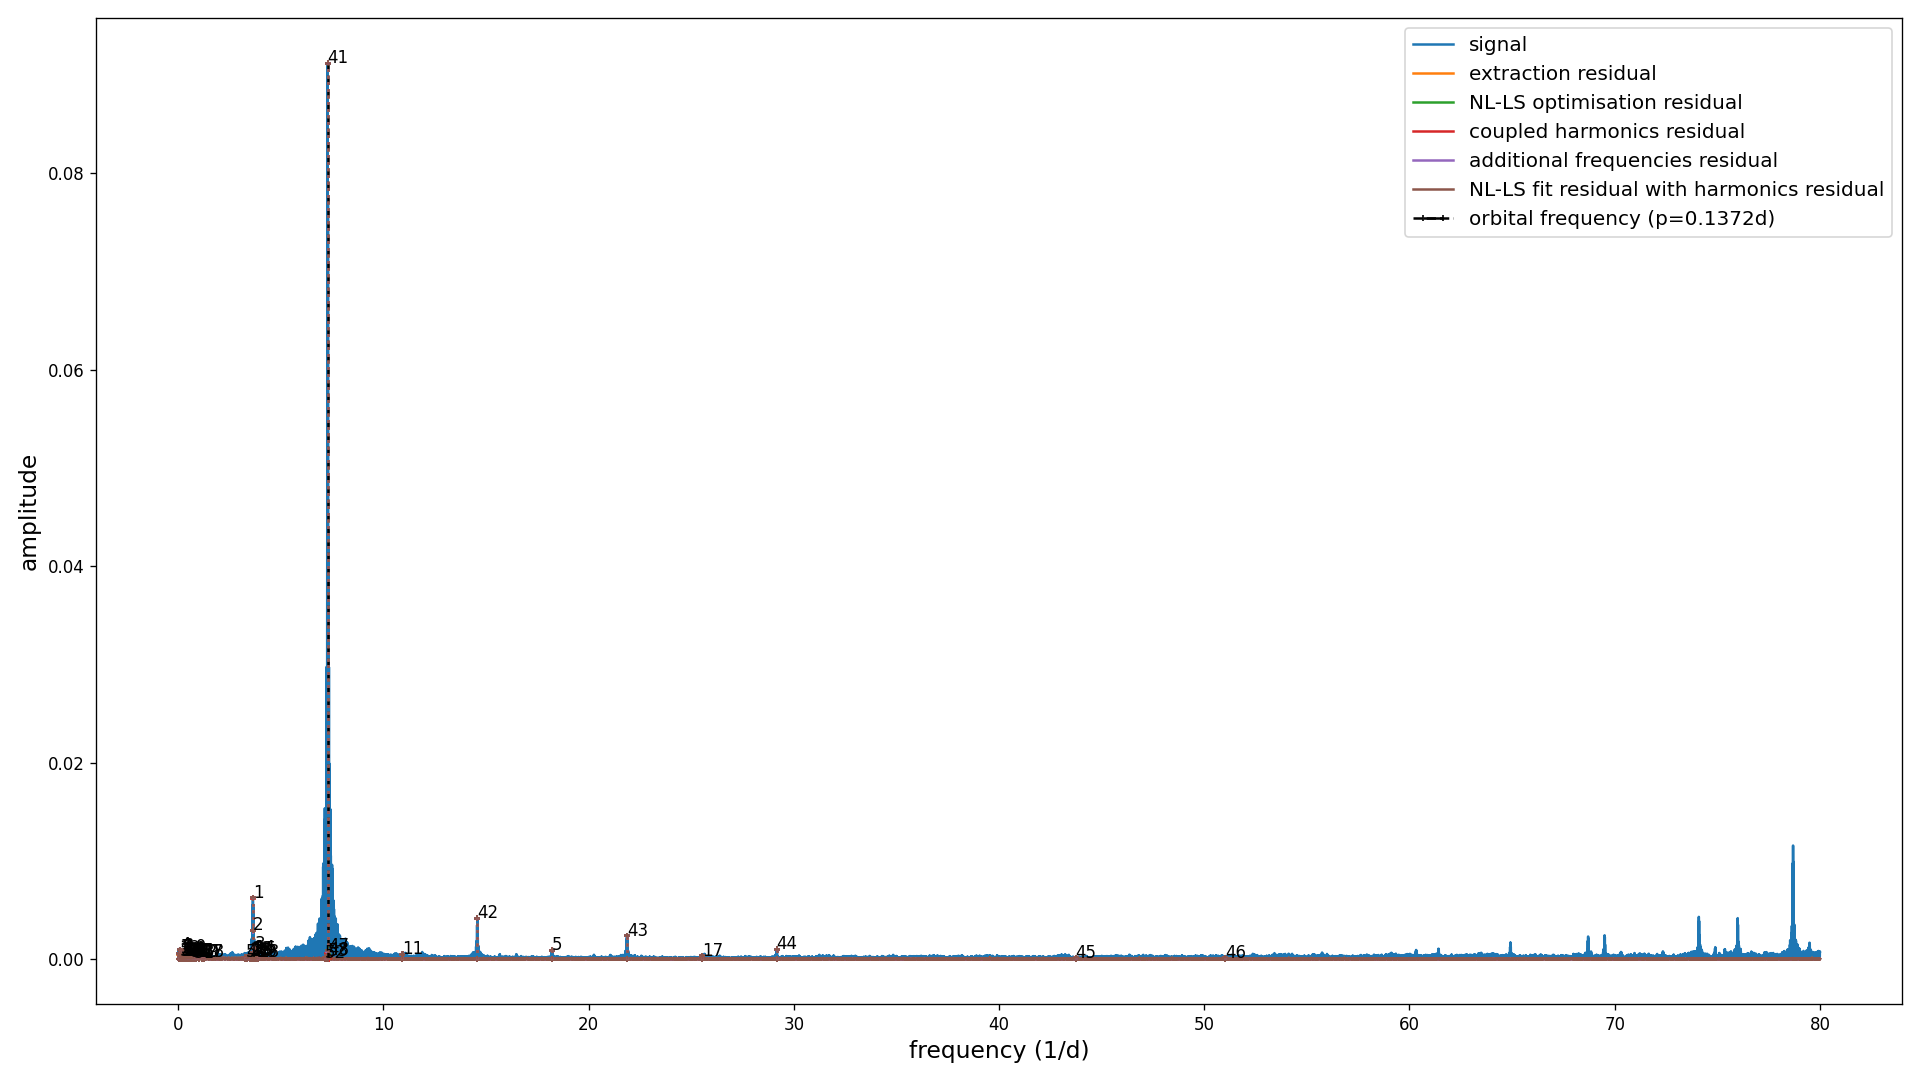 signal
extraction residual
NL-LS optimisation residual
coupled harmonics residual
additional frequencies residual
NL-LS fit residual with harmonics residual
orbital frequency (p=0.1372d)
amplitude
0.08
0.06
0.04
0.02
0.00
41
1
2
42
5
43
11
17
44
45
46
0
10
20
30
40
50
60
70
80
frequency (1/d)